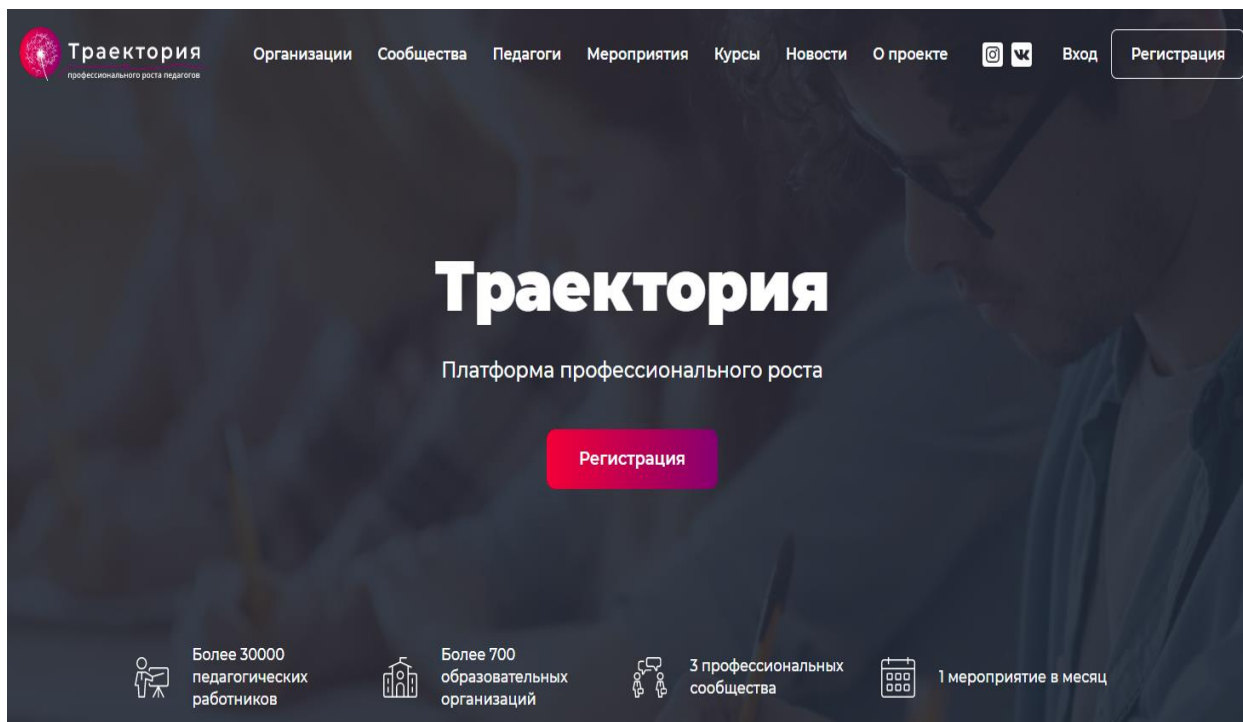 Траектория
профессионального роста педагогов
Организации Сообщества Педагоги Мероприятия Курсы Новости О проекте Вход Регистрация
Траектория
Платформа профессионального роста
Регистрация
Более 30000
педагогических
работников
Более 700
образовательных
организаций
3 профессиональных
сообщества
1 мероприятие в месяц